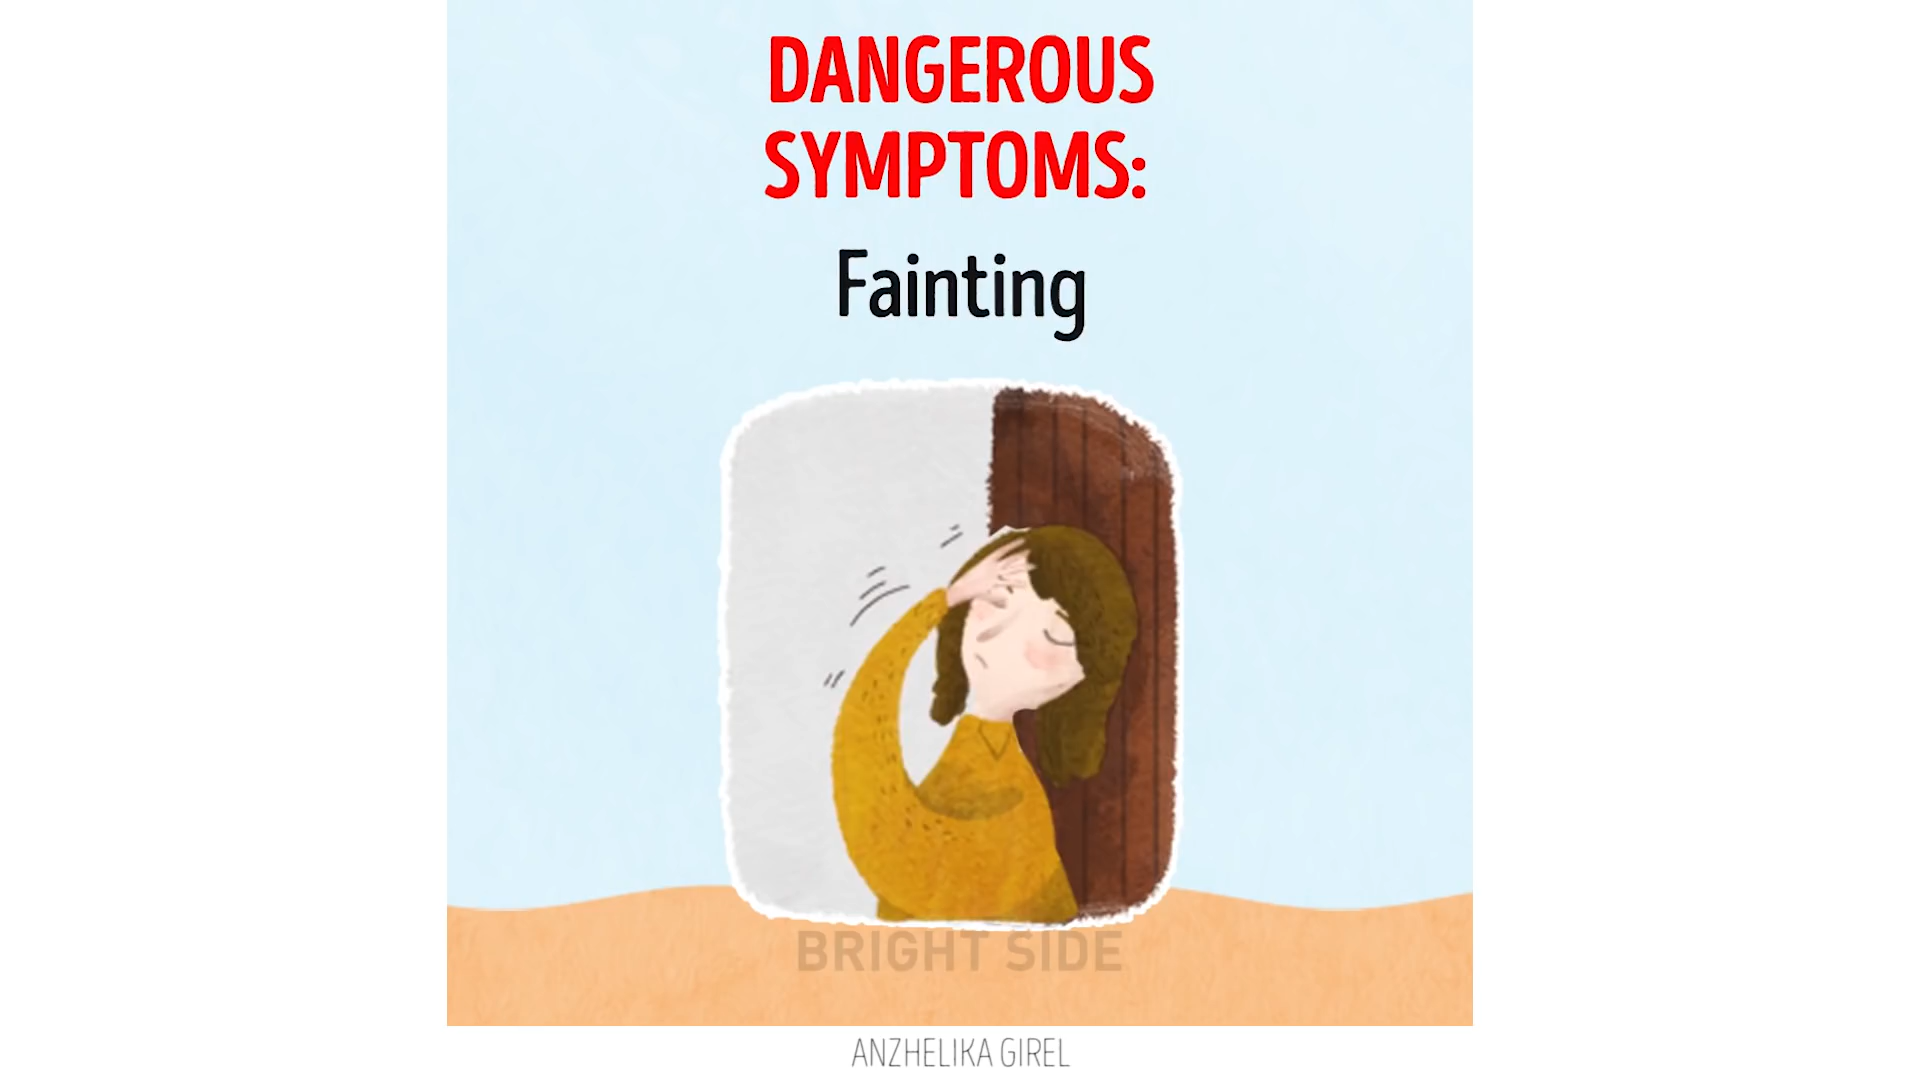 DANGEROUS
SYMPTOMS:
Fainting
BRIGHT SIDE
ANZHELIKA GIREL